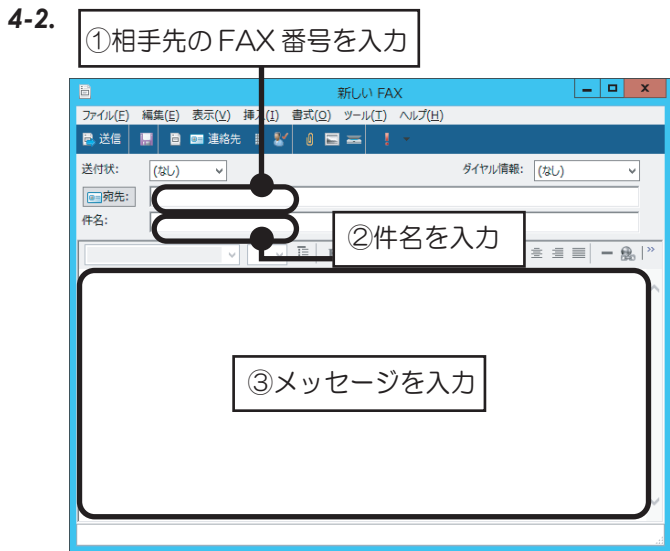 4-2.
①相手先の FAX 番号を入力
新しい FAX
ファイル(F) 編集(E) 表示(V) 挿入(I) 書式(O) ツール(T) ヘルプ(H)
送信 連絡先
送付状: (なし) ダイヤル情報: (なし)
宛先:
件名:
②件名を入力
③メッセージを入力